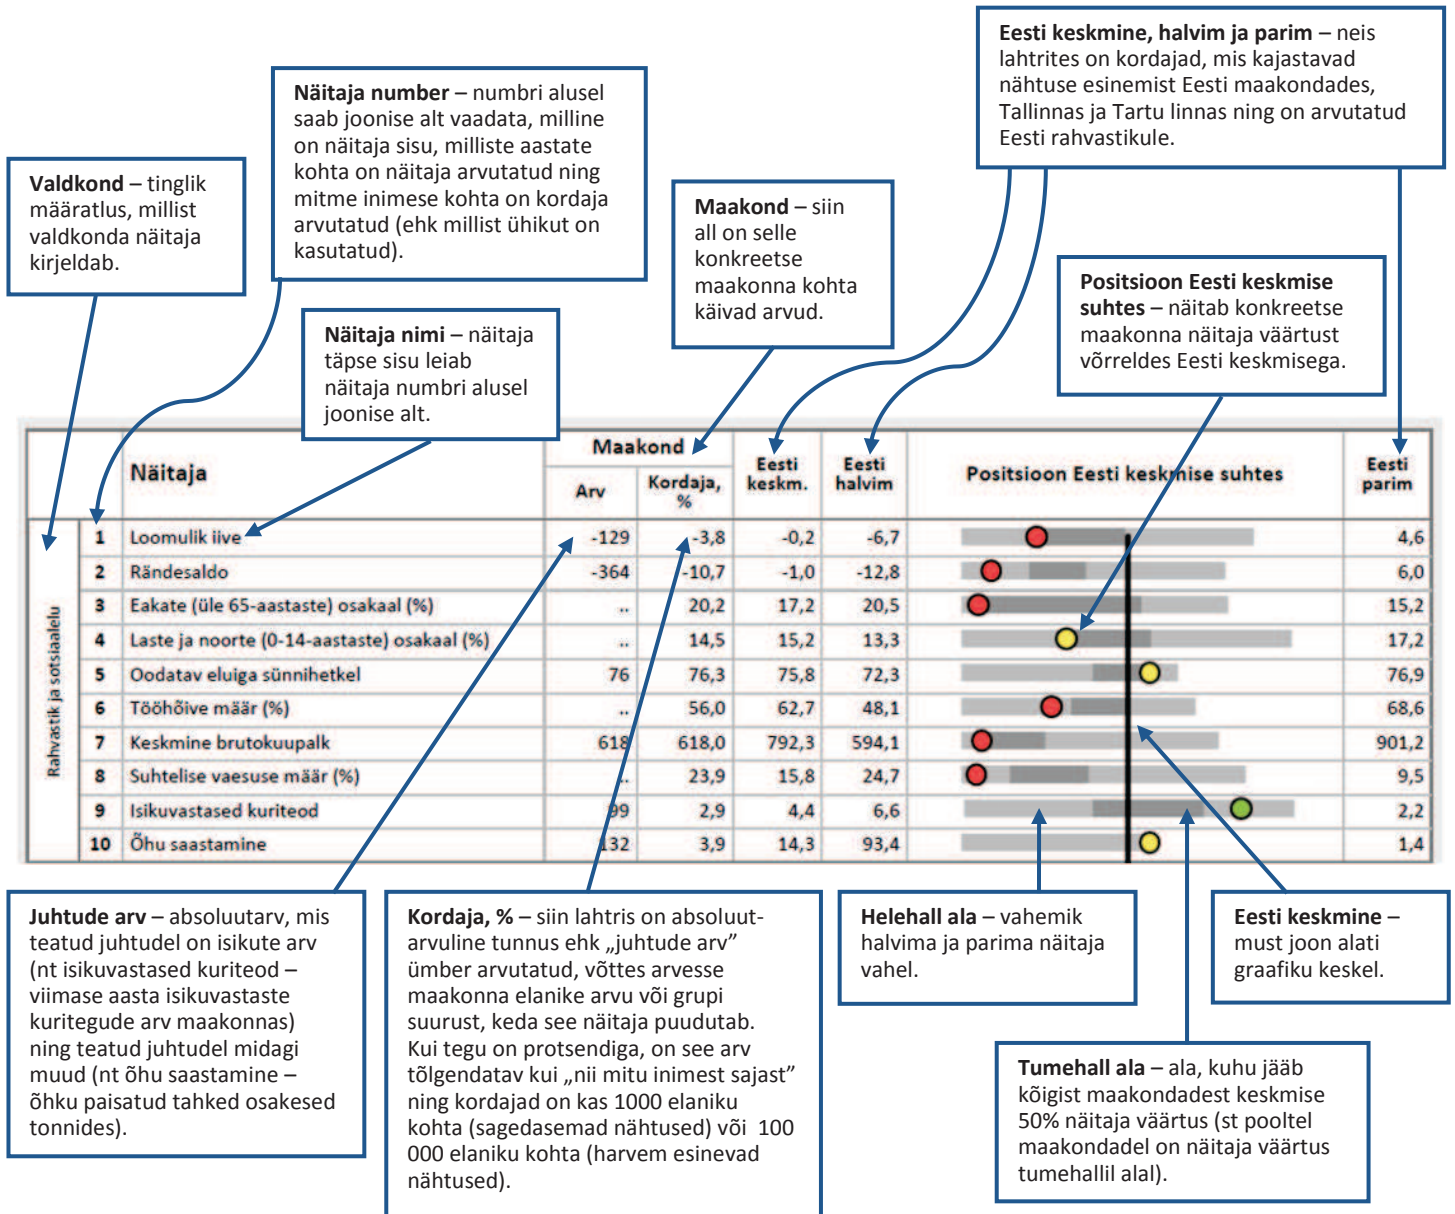 Eesti keskmine, halvim ja parim – neis
lahtrites on kordajad, mis kajastavad
nähtuse esinemist Eesti maakondades,
Tallinnas ja Tartu linnas ning on arvutatud
Eesti rahvastikule.
Näitaja number – numbri alusel
saab joonise alt vaadata, milline
on näitaja sisu, milliste aastate
kohta on näitaja arvutatud ning
mitme inimese kohta on kordaja
arvutatud (ehk millist ühikut on
kasutatud).
Valdkond – tinglik
määratlus, millist
valdkonda näitaja
kirjeldab.
Maakond – siin
all on selle
konkreetse
maakonna kohta
käivad arvud.
Positsioon Eesti keskmise
suhtes – näitab konkreetse
maakonna näitaja väärtust
võrreldes Eesti keskmisega.
Näitaja nimi – näitaja
täpse sisu leiab
näitaja numbri alusel
joonise alt.
Näitaja Maakond Eesti keskm. Eesti halvim Positsioon Eesti keskmise suhtes Eesti parim
Arv Kordaja, %
Rahvastik ja sotsiaalelu
1 Loomulik iive -129 -3,8 -0,2 -6,7 4,6
2 Rändesaldo -364 -10,7 -1,0 -12,8 6,0
3 Eakate (üle 65-aastaste) osakaal (%) .. 20,2 17,2 20,5 15,2
4 Laste ja noorte (0-14-aastaste) osakaal (%) .. 14,5 15,2 13,3 17,2
5 Oodatav eluiga sünnihetkel 76 76,3 75,8 72,3 76,9
6 Tööhõive määr (%) .. 56,0 62,7 48,1 68,6
7 Keskmine brutokuupalk 618 618,0 792,3 594,1 901,2
8 Suhtelise vaesuse määr (%) .. 23,9 15,8 24,7 9,5
9 Isikuvastased kuriteod 99 2,9 4,4 6,6 2,2
10 Õhu saastamine 132 3,9 14,3 93,4 1,4
Juhtude arv – absoluutarv, mis
teatud juhtudel on isikute arv
(nt isikuvastased kuriteod –
viimase aasta isikuvastaste
kuritegude arv maakonnas)
ning teatud juhtudel midagi
muud (nt õhu saastamine –
õhku paisatud tahked osakesed
tonnides).
Kordaja, % – siin lahtris on absoluut-
arvuline tunnus ehk „juhtude arv”
ümber arvutatud, võttes arvesse
maakonna elanike arvu või grupi
suurust, keda see näitaja puudutab.
Kui tegu on protsendiga, on see arv
tõlgendatav kui „nii mitu inimest sajast”
ning kordajad on kas 1000 elaniku
kohta (sagedasemad nähtused) või 100
000 elaniku kohta (harvem esinevad
nähtused).
Helehall ala – vahemik
halvima ja parima näitaja
vahel.
Eesti keskmine –
must joon alati
graafiku keskel.
Tumehall ala – ala, kuhu jääb
kõigist maakondadest keskmise
50% näitaja väärtus (st pooltel
maakondadel on näitaja väärtus
tumehallil alal).